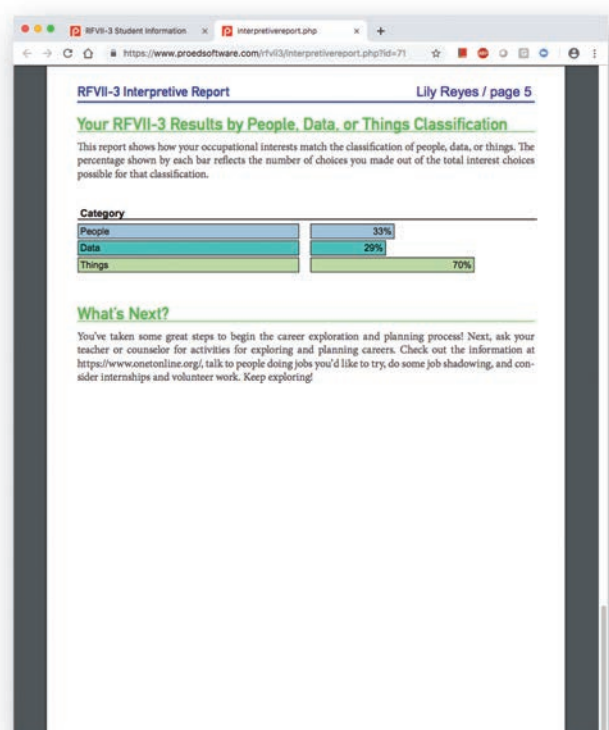 RFVII-3 Student Information
interpretivereport.php
https://www.proedsoftware.com/rfvii3/interpretivereport.php?id=71
RFVII-3 Interpretive Report
Lily Reyes / page 5
Your RFVII-3 Results by People, Data, or Things Classification
This report shows how your occupational interests match the classification of people, data, or things. The
percentage shown by each bar reflects the number of choices you made out of the total interest choices
possible for that classification.
Category
People 33%
Data 29%
Things 70%
What's Next?
You've taken some great steps to begin the career exploration and planning process! Next, ask your
teacher or counselor for activities for exploring and planning careers. Check out the information at
https://www.onetonline.org/, talk to people doing jobs you'd like to try, do some job shadowing, and con-
sider internships and volunteer work. Keep exploring!